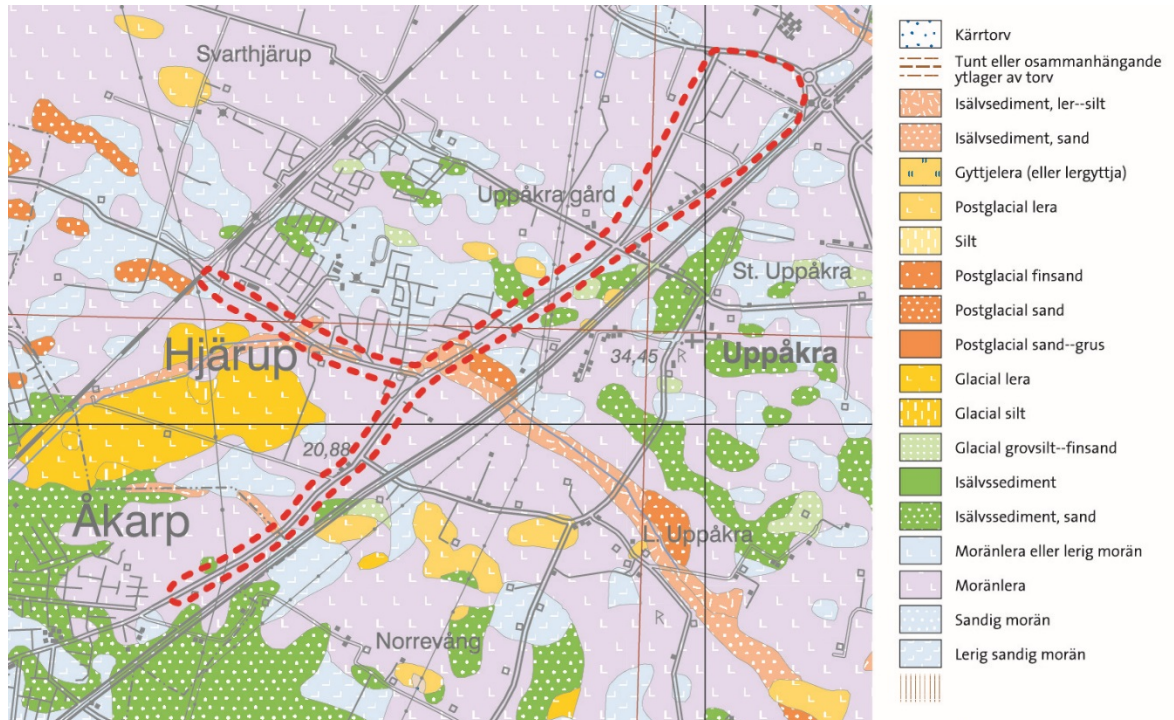 Svarthjärup
Uppåkra gård
St. Uppåkra
Hjärup
34,45
R
Uppåkra
20,88
Åkarp
L. Uppåkra
R
Norrevång
Kärrtorv
Tunt eller osammanhängande
ytlager av torv
Isälvsediment, ler--silt
Isälvsediment, sand
Gyttjelera (eller lergyttja)
Postglacial lera
Silt
Postglacial finsand
Postglacial sand
Postglacial sand--grus
Glacial lera
Glacial silt
Glacial grovsilt--finsand
Isälvssediment
Isälvssediment, sand
Moränlera eller lerig morän
Moränlera
Sandig morän
Lerig sandig morän